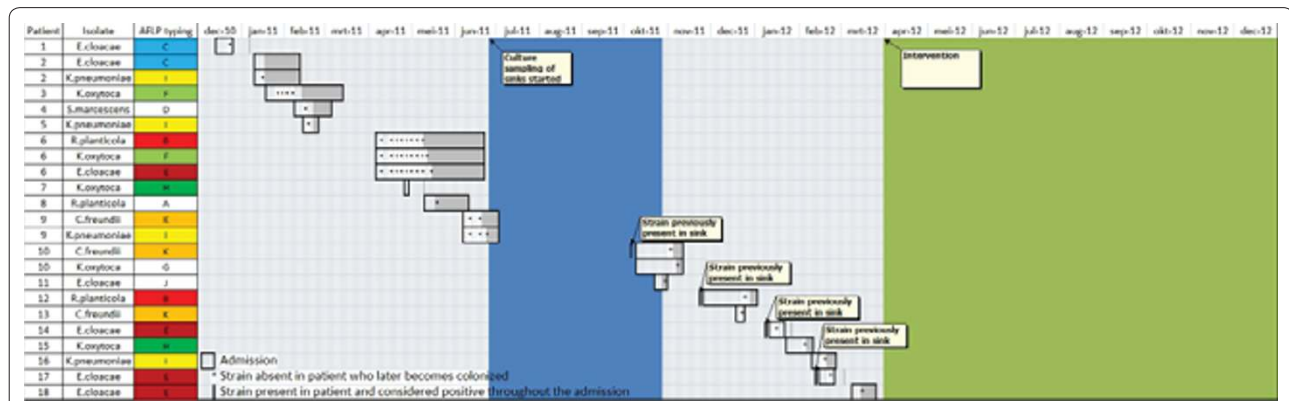 Patient Isolate AFLP typing dec-10 jan-11 feb-11 mrt-11 apr-11 mei-11 jun-11 jul-11 aug-11 sep-11 okt-11 nov-11 dec-11 jan-12 feb-12 mrt-12 apr-12 mei-12 jun-12 jul-12 aug-12 sep-12 okt-12 nov-12 dec-12
1 E.cloacae C
2 E.cloacae C
2 K.pneumoniae I
3 K.oxytoca F
4 S.marcescens D
5 K.pneumoniae I
6 R.planticola B
6 K.oxytoca F
6 E.cloacae E
7 K.oxytoca H
8 R.planticola A
9 C.freundii K
9 K.pneumoniae I
10 C.freundii K
10 K.oxytoca G
11 E.cloacae J
12 R.planticola B
13 C.freundii K
14 E.cloacae E
15 K.oxytoca H
16 K.pneumoniae I
17 E.cloacae E
18 E.cloacae E
Culture
sampling of
sinks started
Intervention
Strain previously
present in sink
Strain previously
present in sink
Strain previously
present in sink
Strain previously
present in sink
Admission
* Strain absent in patient who later becomes colonized
Strain present in patient and considered positive throughout the admission